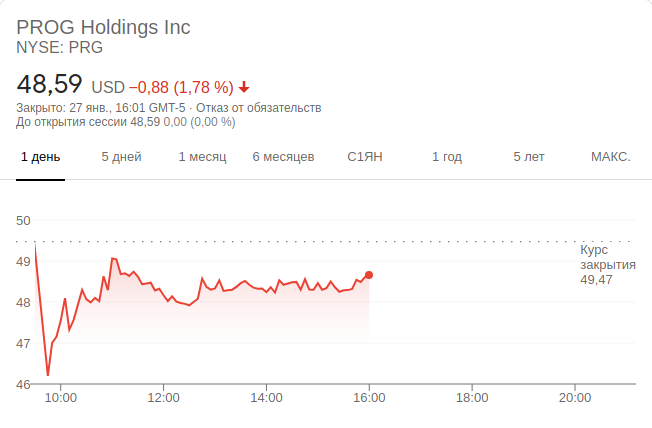 PROG Holdings Inc
NYSE: PRG
48,59 USD −0,88 (1,78 %)
Закрыто: 27 янв., 16:01 GMT-5 · Отказ от обязательств
До открытия сессии 48,59 0,00 (0,00 %)
1 день 5 дней 1 месяц 6 месяцев С1ЯН 1 год 5 лет МАКС.
50
49
48
47
46
Курс
закрытия
49,47
10:00 12:00 14:00 16:00 18:00 20:00